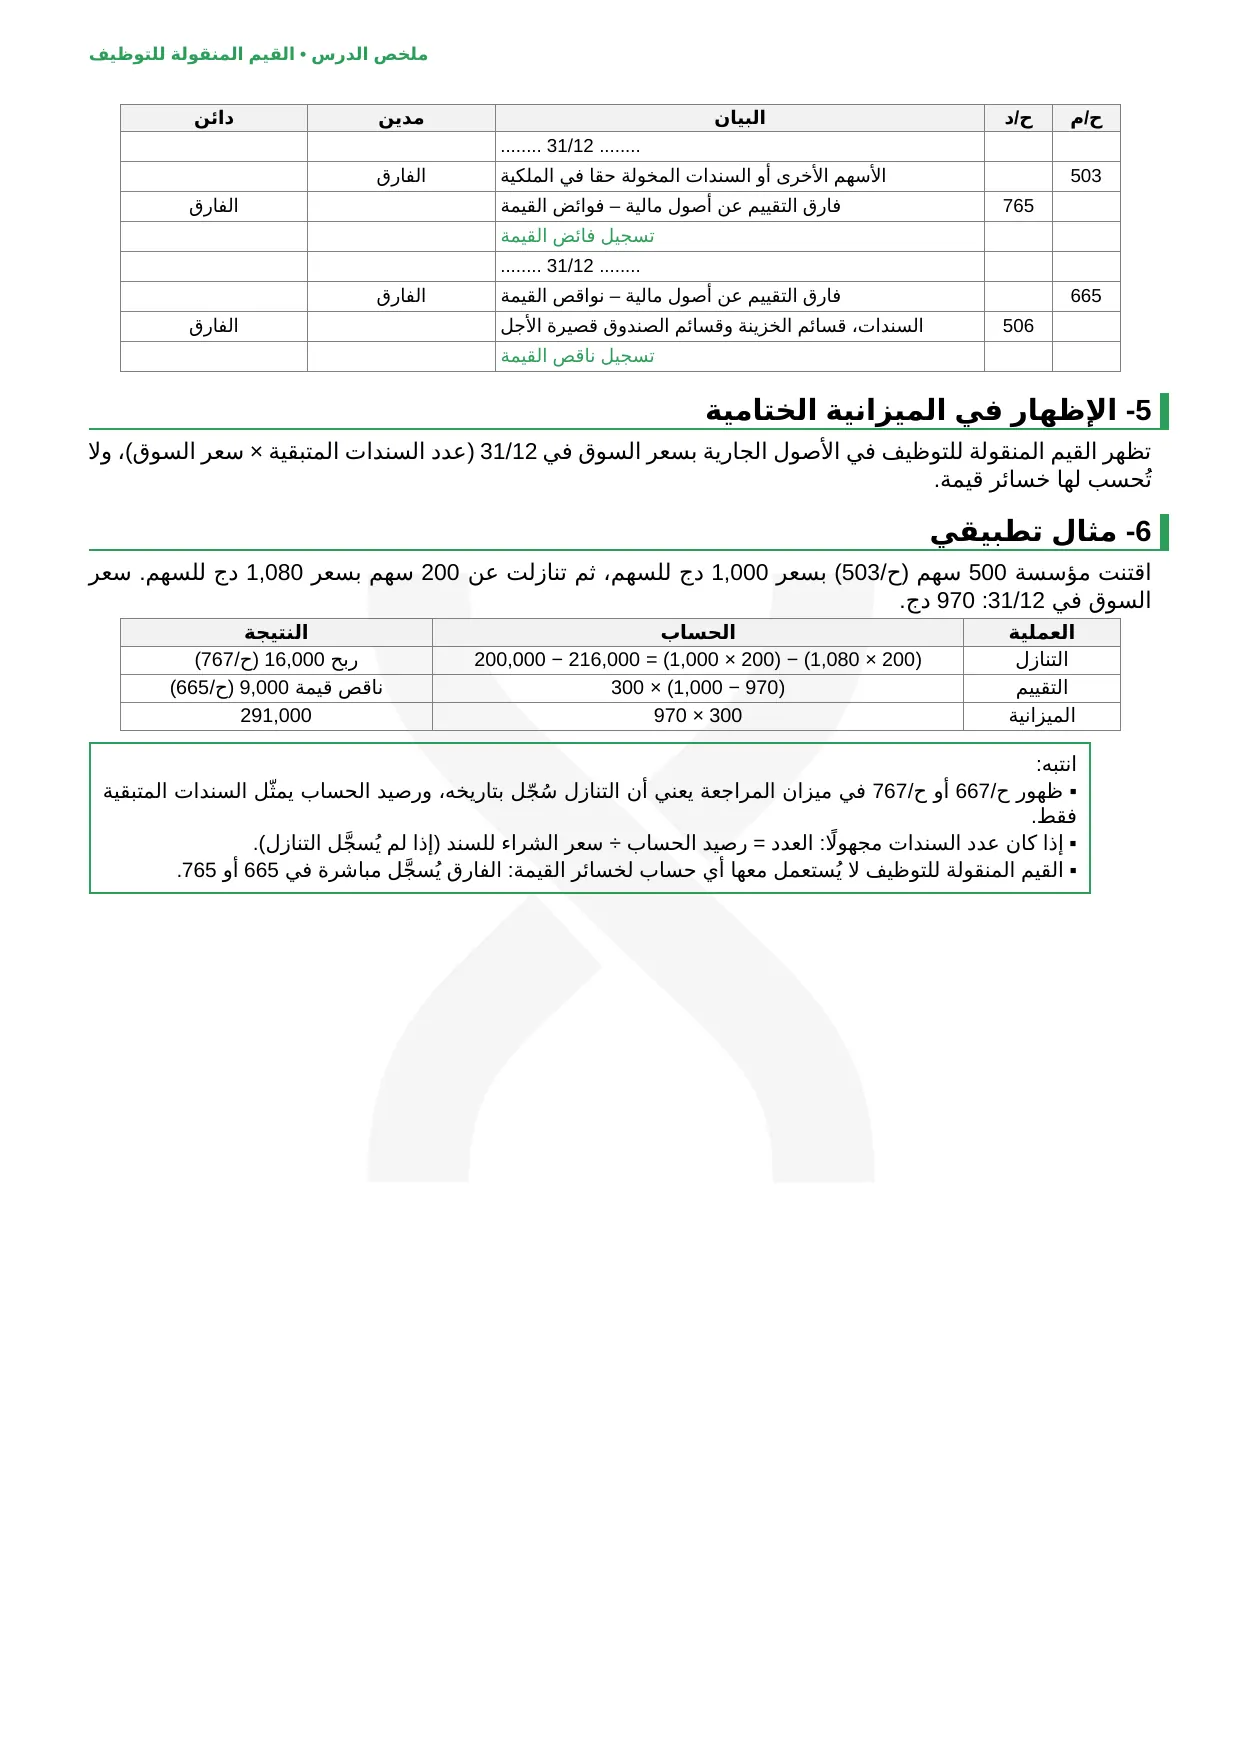 ملخص الدرس • القيم المنقولة للتوظيف
ح/م ح/د البيان مدين دائن
........ 31/12 ........
503 الأسهم الأخرى أو السندات المخولة حقا في الملكية الفارق
765 فارق التقييم عن أصول مالية – فوائض القيمة الفارق
تسجيل فائض القيمة
........ 31/12 ........
665 فارق التقييم عن أصول مالية – نواقص القيمة الفارق
506 السندات، قسائم الخزينة وقسائم الصندوق قصيرة الأجل الفارق
تسجيل ناقص القيمة
5- الإظهار في الميزانية الختامية
تظهر القيم المنقولة للتوظيف في الأصول الجارية بسعر السوق في 31/12 (عدد السندات المتبقية × سعر السوق)، ولا
تُحسب لها خسائر قيمة.
6- مثال تطبيقي
اقتنت مؤسسة 500 سهم (ح/503) بسعر 1,000 دج للسهم، ثم تنازلت عن 200 سهم بسعر 1,080 دج للسهم. سعر
السوق في 31/12: 970 دج.
العملية الحساب النتيجة
التنازل (200 × 1,080) − (200 × 1,000) = 216,000 − 200,000 ربح 16,000 (ح/767)
التقييم (970 − 1,000) × 300 ناقص قيمة 9,000 (ح/665)
الميزانية 300 × 970 291,000
انتبه:
▪ ظهور ح/667 أو ح/767 في ميزان المراجعة يعني أن التنازل سُجّل بتاريخه، ورصيد الحساب يمثّل السندات المتبقية
فقط.
▪ إذا كان عدد السندات مجهولًا: العدد = رصيد الحساب ÷ سعر الشراء للسند (إذا لم يُسجَّل التنازل).
▪ القيم المنقولة للتوظيف لا يُستعمل معها أي حساب لخسائر القيمة: الفارق يُسجَّل مباشرة في 665 أو 765.